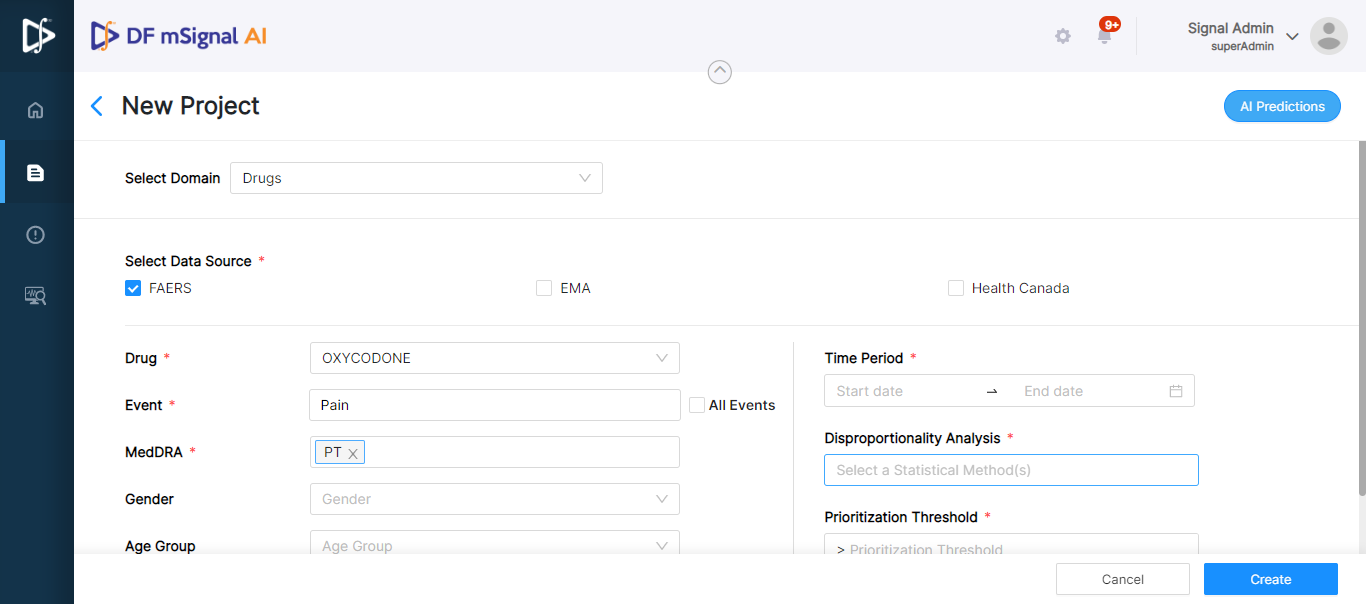 DF mSignal AI
9+
Signal Admin
superAdmin
New Project
AI Predictions
Select Domain
Drugs
Select Data Source *
FAERS
EMA
Health Canada
Drug *
OXYCODONE
Event *
Pain
All Events
MedDRA *
PT X
Gender
Gender
Age Group
Age Group
Time Period *
Start date → End date
Disproportionality Analysis *
Select a Statistical Method(s)
Prioritization Threshold *
> Prioritization Threshold
Cancel
Create